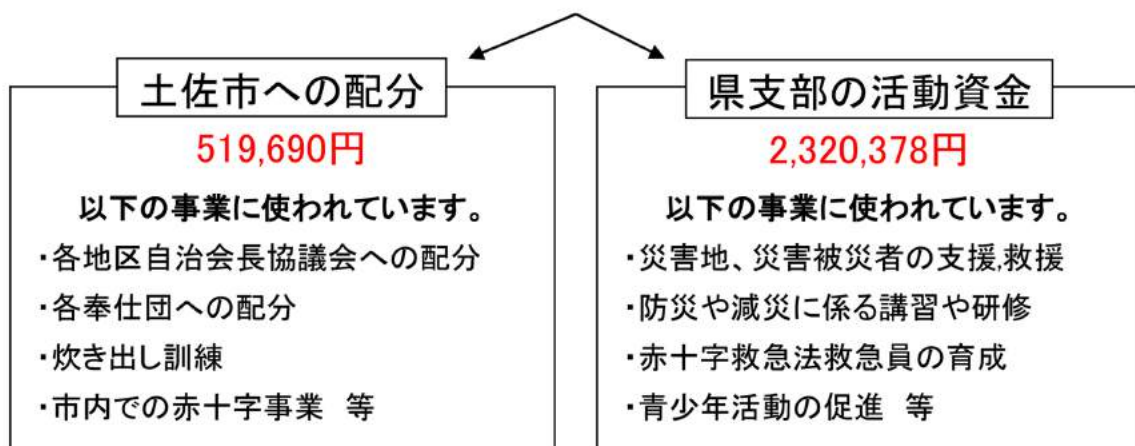 土佐市への配分
519,690円
以下の事業に使われています。
・各地区自治会長協議会への配分
・各奉仕団への配分
・炊き出し訓練
・市内での赤十字事業　等
県支部の活動資金
2,320,378円
以下の事業に使われています。
・災害地、災害被災者の支援,救援
・防災や減災に係る講習や研修
・赤十字救急法救急員の育成
・青少年活動の促進　等